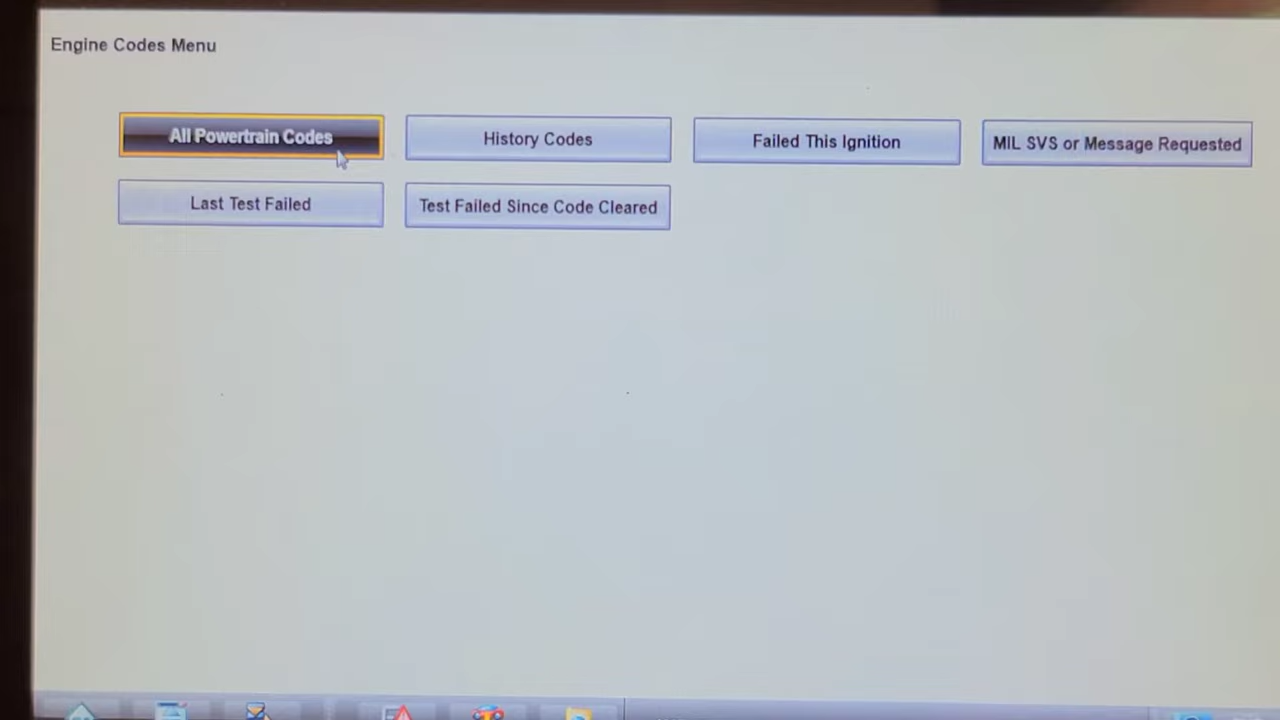 Engine Codes Menu
All Powertrain Codes
History Codes
Failed This Ignition
MIL SVS or Message Requested
Last Test Failed
Test Failed Since Code Cleared